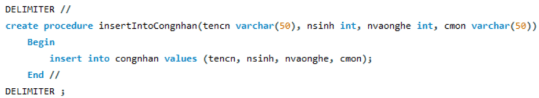 DELIMITER //
create procedure insertIntoCongnhan(tencn varchar(50), nsinh int, nvaonghe int, cmon varchar(50))
    Begin
        insert into congnhan values (tencn, nsinh, nvaonghe, cmon);
    End //
DELIMITER ;